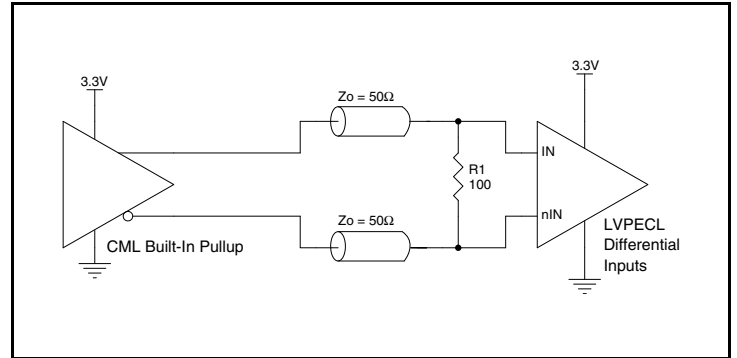 3.3V
3.3V
Zo = 50Ω
IN
R1
100
Zo = 50Ω
nIN
CML Built-In Pullup
LVPECL
Differential
Inputs